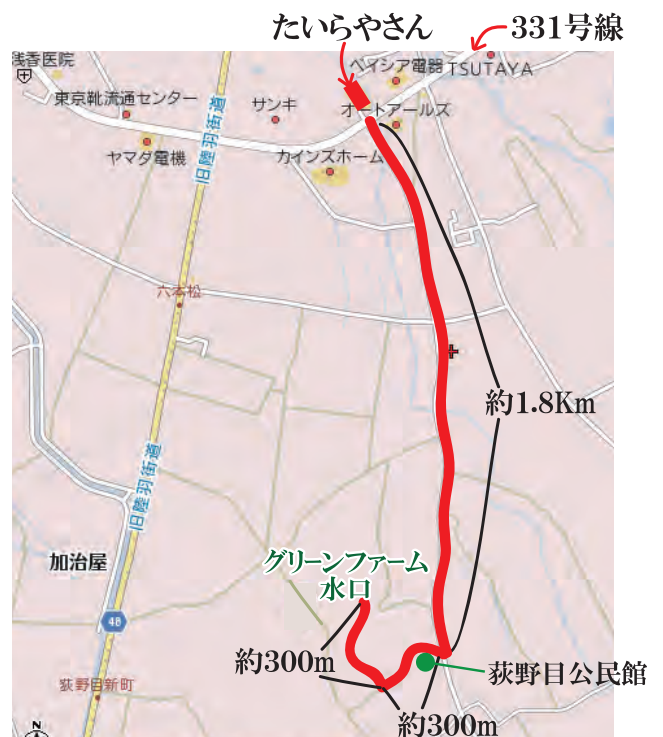 たいらやさん
331号線
浅香医院
ベイシア電器
TSUTAYA
東京靴流通センター
サンキ
オートアールズ
ヤマダ電機
カインズホーム
旧陸羽街道
六本松
約1.8Km
旧陸羽街道
加治屋
グリーンファーム
水口
48
約300m
荻野目公民館
荻野目新町
約300m
N